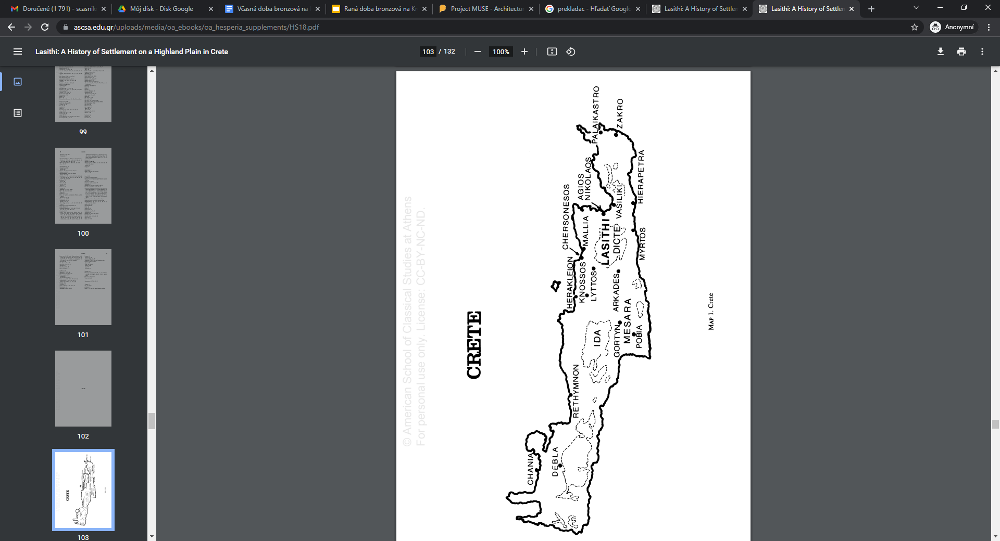 Doručené (1 791) - scasnik
Môj disk - Disk Google
Včasná doba bronzová na
Raná doba bronzová na Kr
Project MUSE - Architectu
prekladac - Hľadať Googl
Lasithi: A History of Settle
Lasithi: A History of Settle
ascsa.edu.gr/uploads/media/oa_ebooks/oa_hesperia_supplements/HS18.pdf
Anonymní
Lasithi: A History of Settlement on a Highland Plain in Crete
103 / 132
100%
99
100
101
102
103
© American School of Classical Studies at Athens
For personal use only. License: CC-BY-NC-ND.
CRETE
CHANIA
DEBLA
RETHYMNON
IDA
HERAKLEION
KNOSSOS
LYTTOS
CHERSONESOS
MALLIA
AGIOS
NIKOLAOS
LASITHI
DICTE
VASILIKI
PALAIKASTRO
ZAKRO
HIERAPETRA
MYRTOS
ARKADES
GORTYN
MESARA
POBIA
MAP 1. Crete